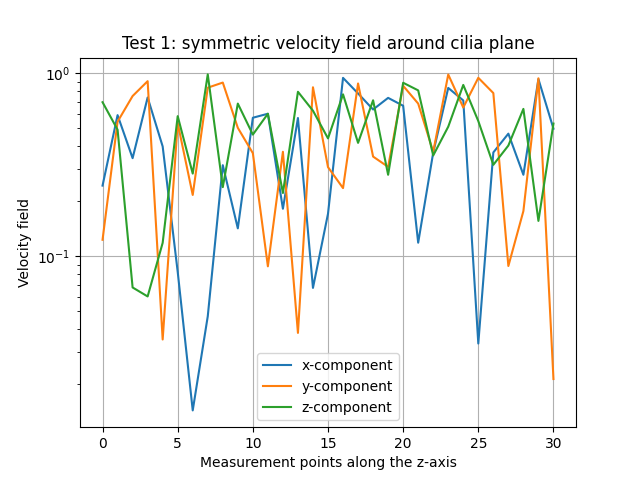 Test 1: symmetric velocity field around cilia plane
Velocity field
10⁰
10⁻¹
x-component
y-component
z-component
0 5 10 15 20 25 30
Measurement points along the z-axis